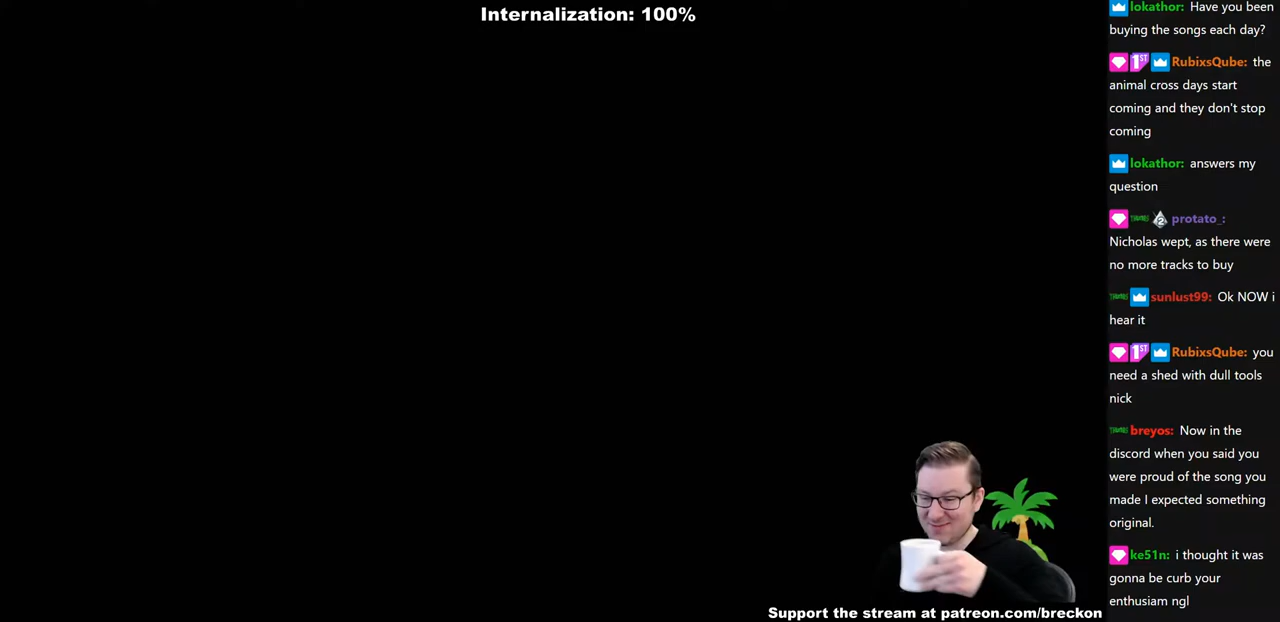 Internalization: 100%
lokathor: Have you been
buying the songs each day?
RubixsQube: the
animal cross days start
coming and they don't stop
coming
lokathor: answers my
question
protato_:
Nicholas wept, as there were
no more tracks to buy
sunlust99: Ok NOW i
hear it
RubixsQube: you
need a shed with dull tools
nick
breyos: Now in the
discord when you said you
were proud of the song you
made I expected something
original.
ke51n: i thought it was
gonna be curb your
enthusiam ngl
Support the stream at patreon.com/breckon